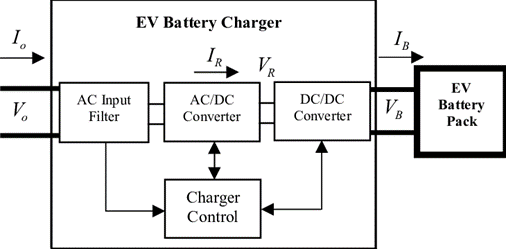 EV Battery Charger
I_o
I_R
V_R
I_B
V_o
AC Input
Filter
AC/DC
Converter
DC/DC
Converter
V_B
EV
Battery
Pack
Charger
Control